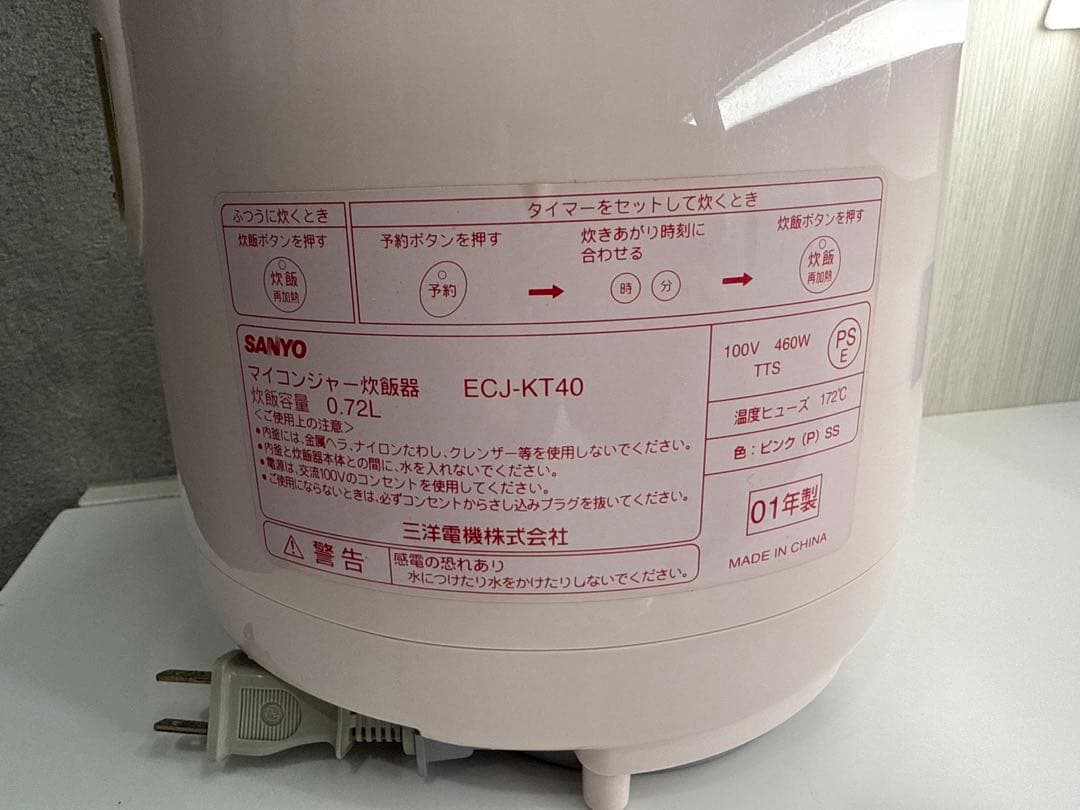 ふつうに炊くとき
炊飯ボタンを押す
炊飯
再加熱
タイマーをセットして炊くとき
予約ボタンを押す
予約
炊きあがり時刻に
合わせる
時 分
炊飯ボタンを押す
炊飯
再加熱
SANYO
マイコンジャー炊飯器 ECJ-KT40
炊飯容量 0.72L
<ご使用上の注意>
•内釜には、金属ヘラ、ナイロンたわし、クレンザー等を使用しないでください。
•内釜と炊飯器本体との間に、水を入れないでください。
•電源は、交流100Vのコンセントを使用してください。
•ご使用にならないときは、必ずコンセントからさし込みプラグを抜いてください。
三洋電機株式会社
100V 460W
TTS
PS
E
温度ヒューズ 172℃
色:ピンク(P) SS
01年製
MADE IN CHINA
警告
感電の恐れあり
水につけたり水をかけたりしないでください。